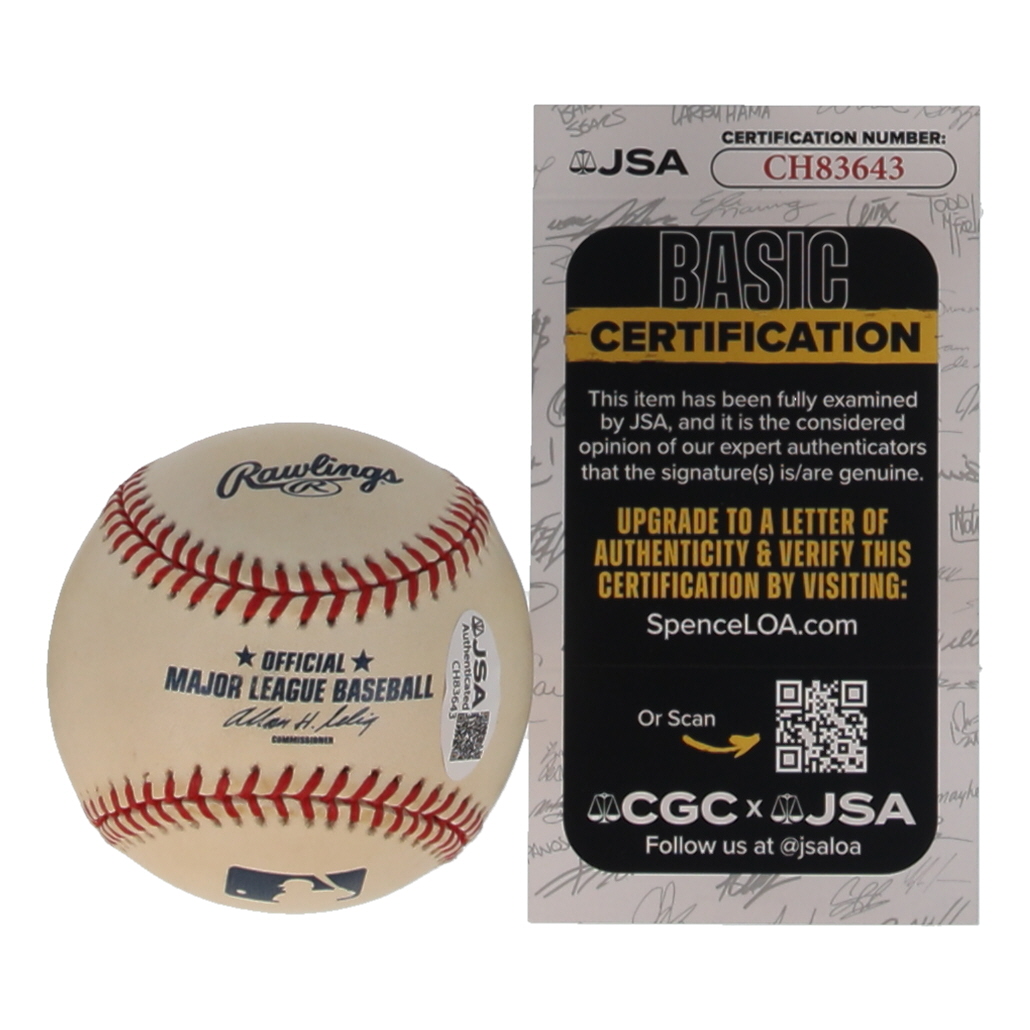 Rawlings
R
★ OFFICIAL ★
MAJOR LEAGUE BASEBALL
Allan H. Selig
COMMISSIONER
JSA
Authenticated
CH83643
JSA
CERTIFICATION NUMBER:
CH83643
BASIC
CERTIFICATION
This item has been fully examined
by JSA, and it is the considered
opinion of our expert authenticators
that the signature(s) is/are genuine.
UPGRADE TO A LETTER OF
AUTHENTICITY & VERIFY THIS
CERTIFICATION BY VISITING:
SpenceLOA.com
Or Scan
CGC x JSA
Follow us at @jsaloa